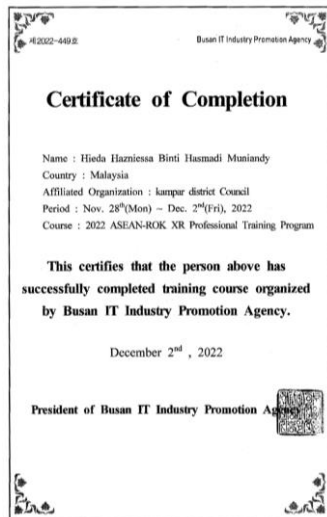 제2022-449호
Busan IT Industry Promotion Agency
Certificate of Completion
Name : Hieda Hazniessa Binti Hasmadi Muniandy
Country : Malaysia
Affiliated Organization : kampar district Council
Period : Nov. 28th(Mon) ~ Dec. 2nd(Fri), 2022
Course : 2022 ASEAN-ROK XR Professional Training Program
This certifies that the person above has
successfully completed training course organized
by Busan IT Industry Promotion Agency.
December 2nd , 2022
President of Busan IT Industry Promotion Agency